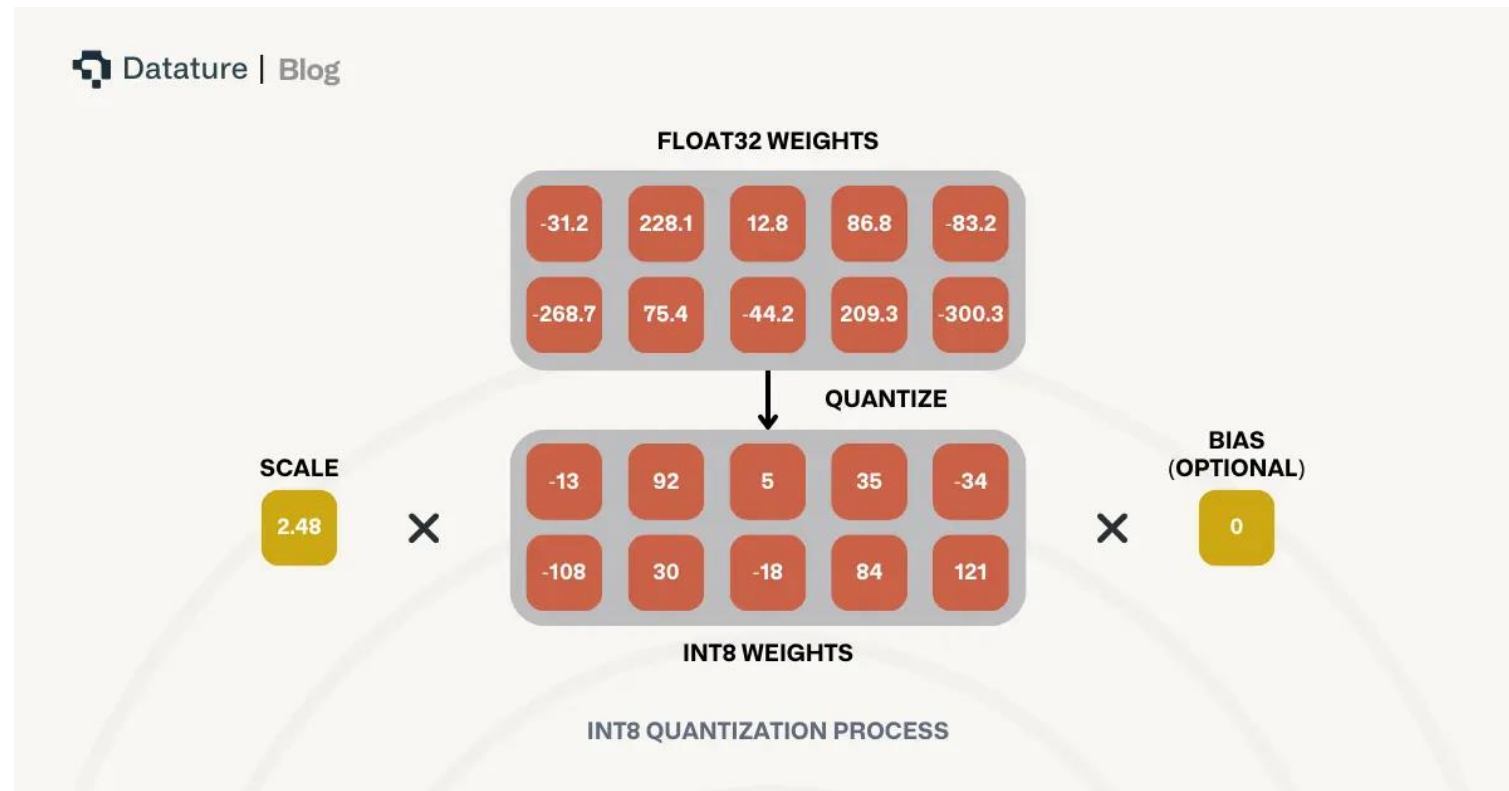 Datature | Blog
FLOAT32 WEIGHTS
-31.2 228.1 12.8 86.8 -83.2
-268.7 75.4 -44.2 209.3 -300.3
QUANTIZE
BIAS
SCALE (OPTIONAL)
-13 92 5 35 -34
2.48 × × 0
-108 30 -18 84 121
INT8 WEIGHTS
INT8 QUANTIZATION PROCESS